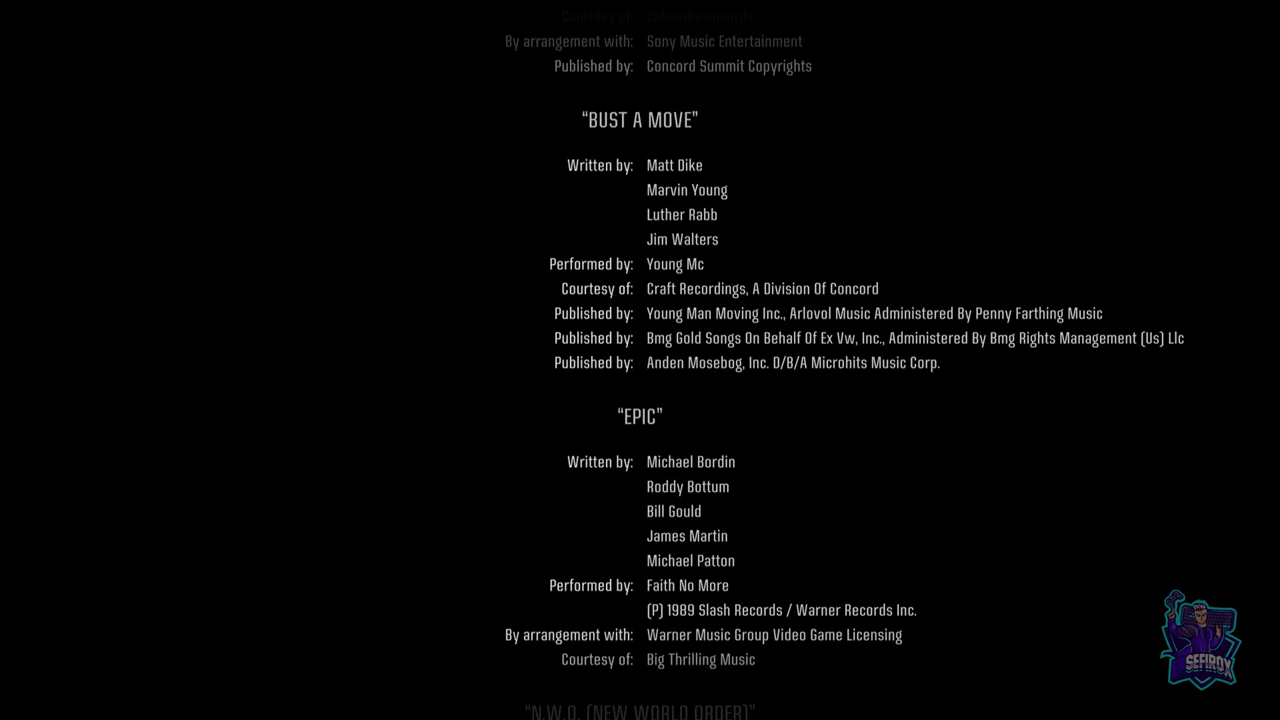 Courtesy of:
By arrangement with: Sony Music Entertainment
Published by: Concord Summit Copyrights
“BUST A MOVE”
Written by: Matt Dike
Marvin Young
Luther Rabb
Jim Walters
Performed by: Young Mc
Courtesy of: Craft Recordings, A Division Of Concord
Published by: Young Man Moving Inc., Arlovol Music Administered By Penny Farthing Music
Published by: Bmg Gold Songs On Behalf Of Ex Vw, Inc., Administered By Bmg Rights Management (Us) Llc
Published by: Anden Mosebog, Inc. D/B/A Microhits Music Corp.
“EPIC”
Written by: Michael Bordin
Roddy Bottum
Bill Gould
James Martin
Michael Patton
Performed by: Faith No More
(P) 1989 Slash Records / Warner Records Inc.
By arrangement with: Warner Music Group Video Game Licensing
Courtesy of: Big Thrilling Music
“N.W.O. (NEW WORLD ORDER)”
SEFIROX